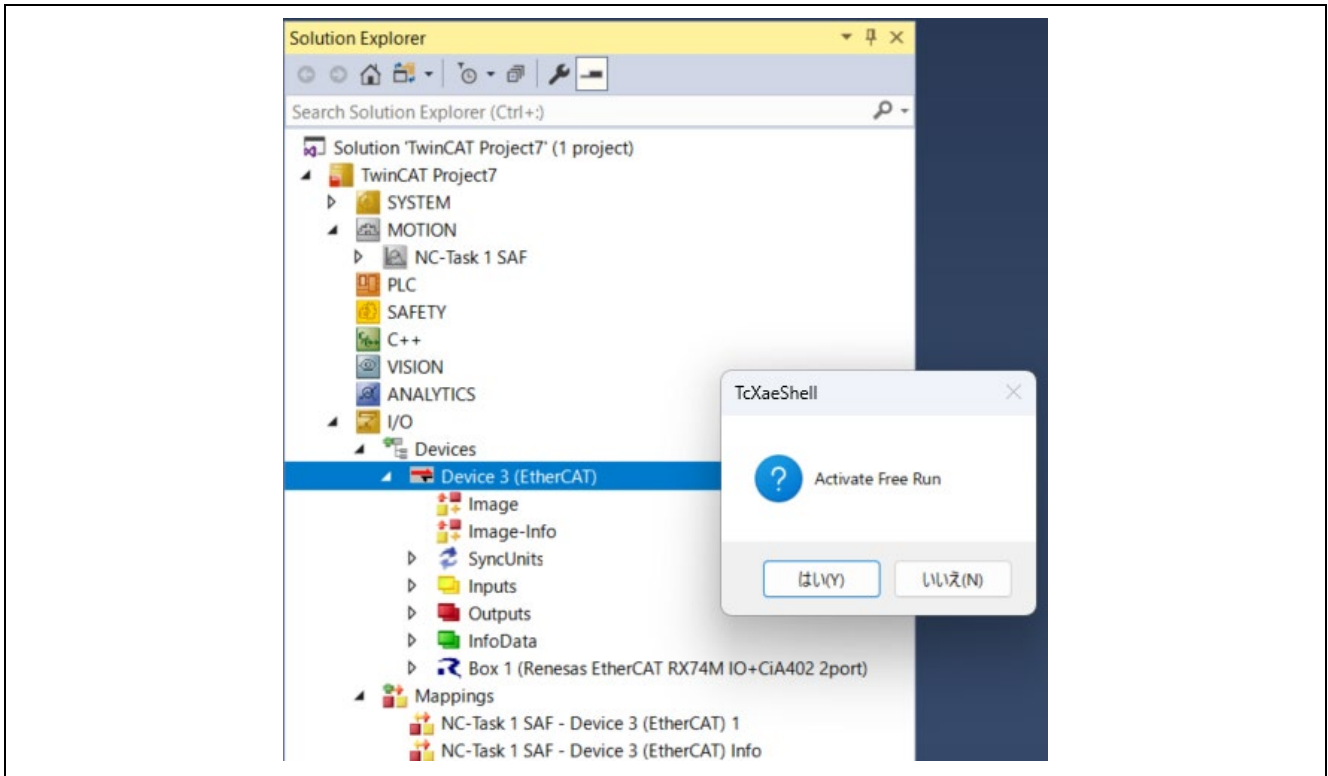 Solution Explorer
Search Solution Explorer (Ctrl+:)
Solution 'TwinCAT Project7' (1 project)
TwinCAT Project7
SYSTEM
MOTION
NC-Task 1 SAF
PLC
SAFETY
C++
VISION
ANALYTICS
I/O
Devices
Device 3 (EtherCAT)
Image
Image-Info
SyncUnits
Inputs
Outputs
InfoData
Box 1 (Renesas EtherCAT RX74M IO+CiA402 2port)
Mappings
NC-Task 1 SAF - Device 3 (EtherCAT) 1
NC-Task 1 SAF - Device 3 (EtherCAT) Info
TcXaeShell
Activate Free Run
はい(Y) いいえ(N)